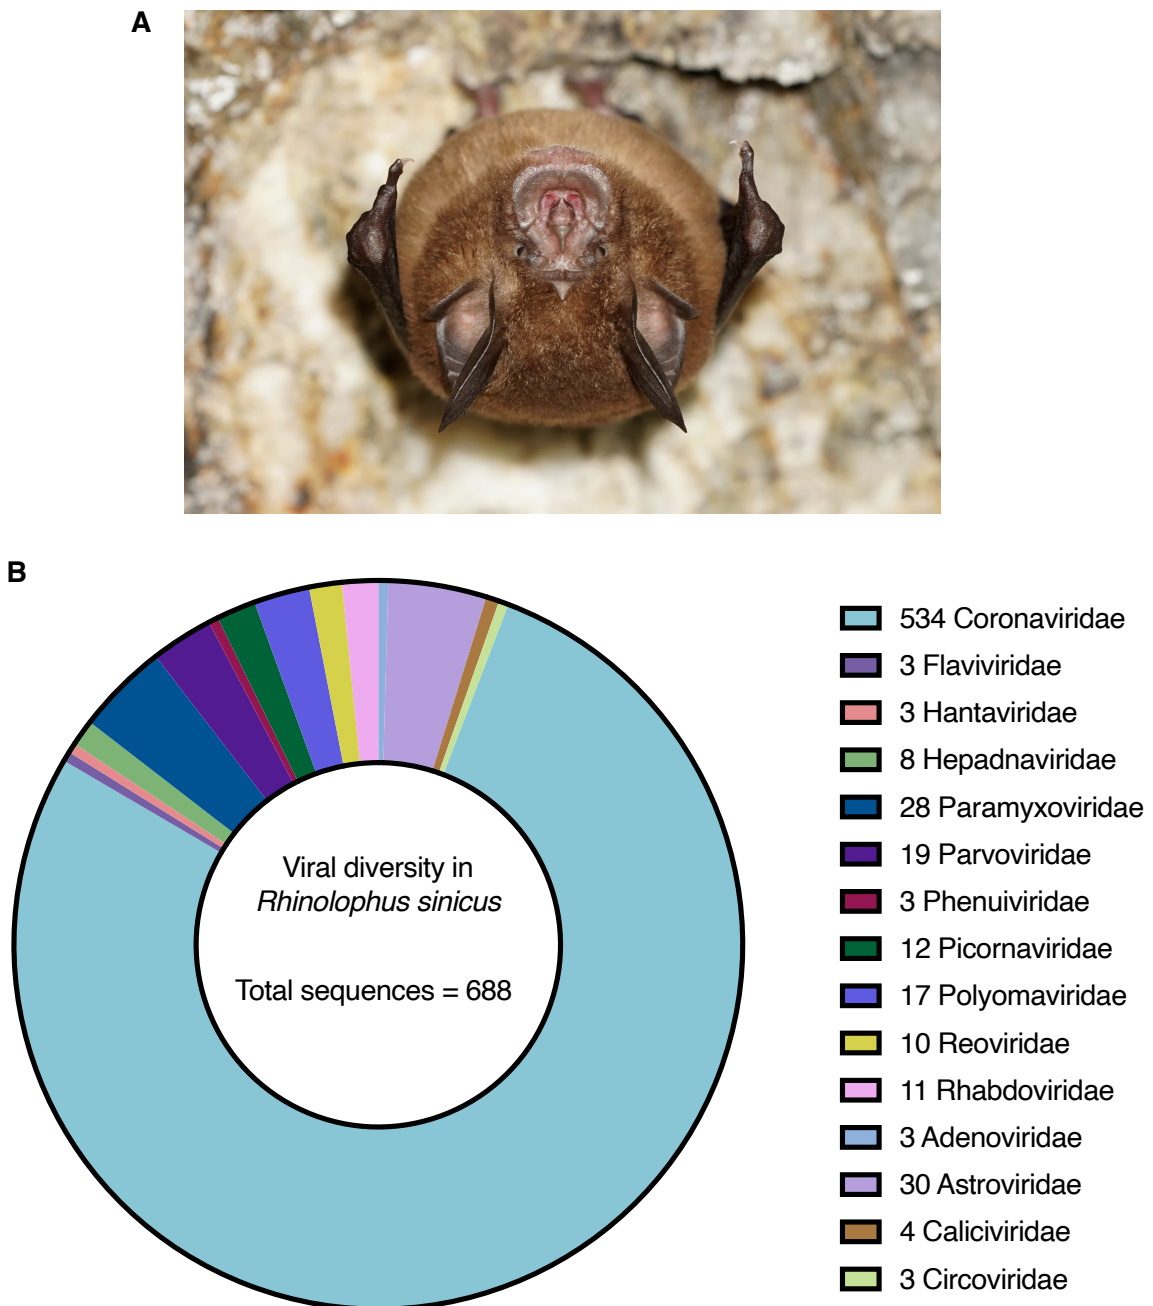 A
B
Viral diversity in
Rhinolophus sinicus
Total sequences = 688
534 Coronaviridae
3 Flaviviridae
3 Hantaviridae
8 Hepadnaviridae
28 Paramyxoviridae
19 Parvoviridae
3 Phenuiviridae
12 Picornaviridae
17 Polyomaviridae
10 Reoviridae
11 Rhabdoviridae
3 Adenoviridae
30 Astroviridae
4 Caliciviridae
3 Circoviridae